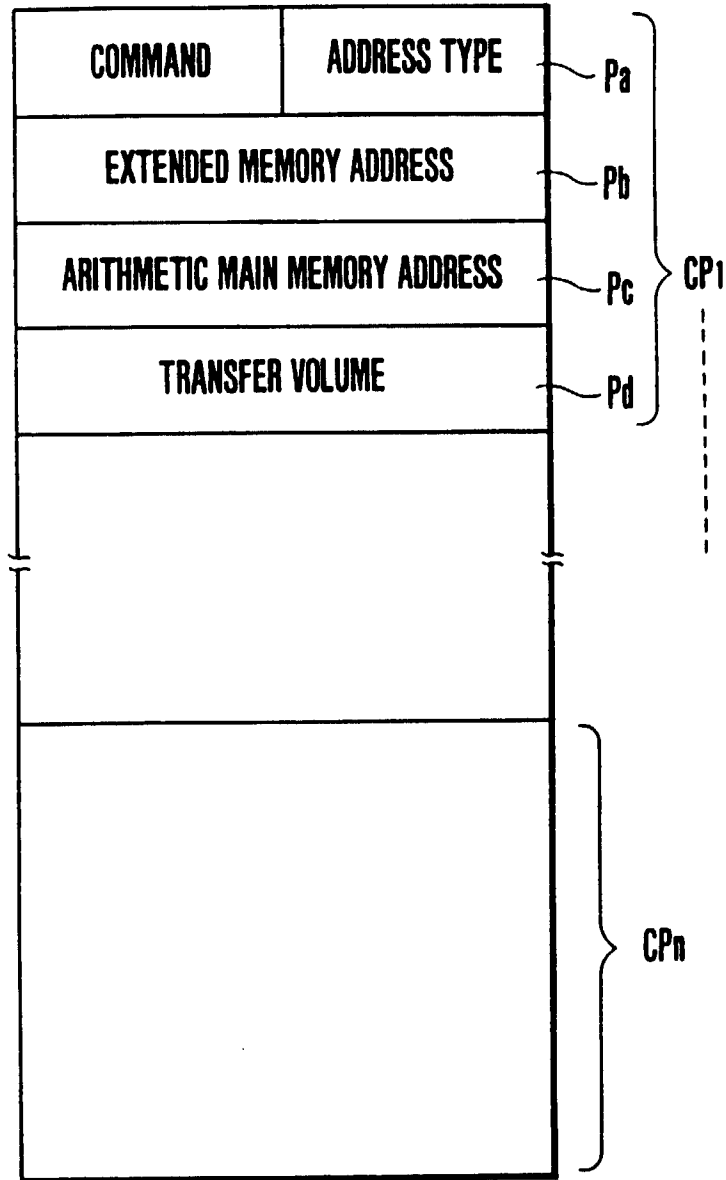 COMMAND ADDRESS TYPE Pa
EXTENDED MEMORY ADDRESS Pb
ARITHMETIC MAIN MEMORY ADDRESS Pc CP1
TRANSFER VOLUME Pd
CPn